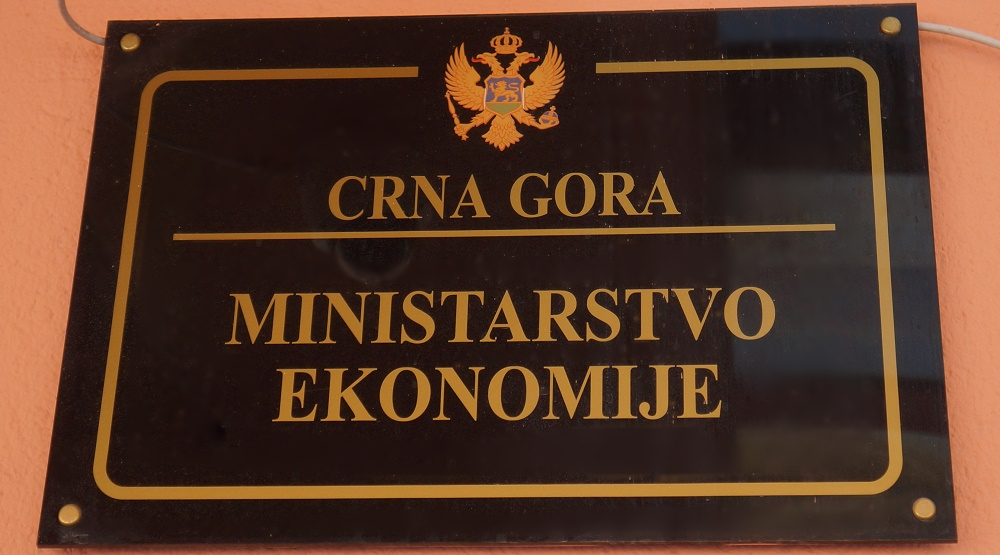 CRNA GORA
MINISTARSTVO
EKONOMIJE